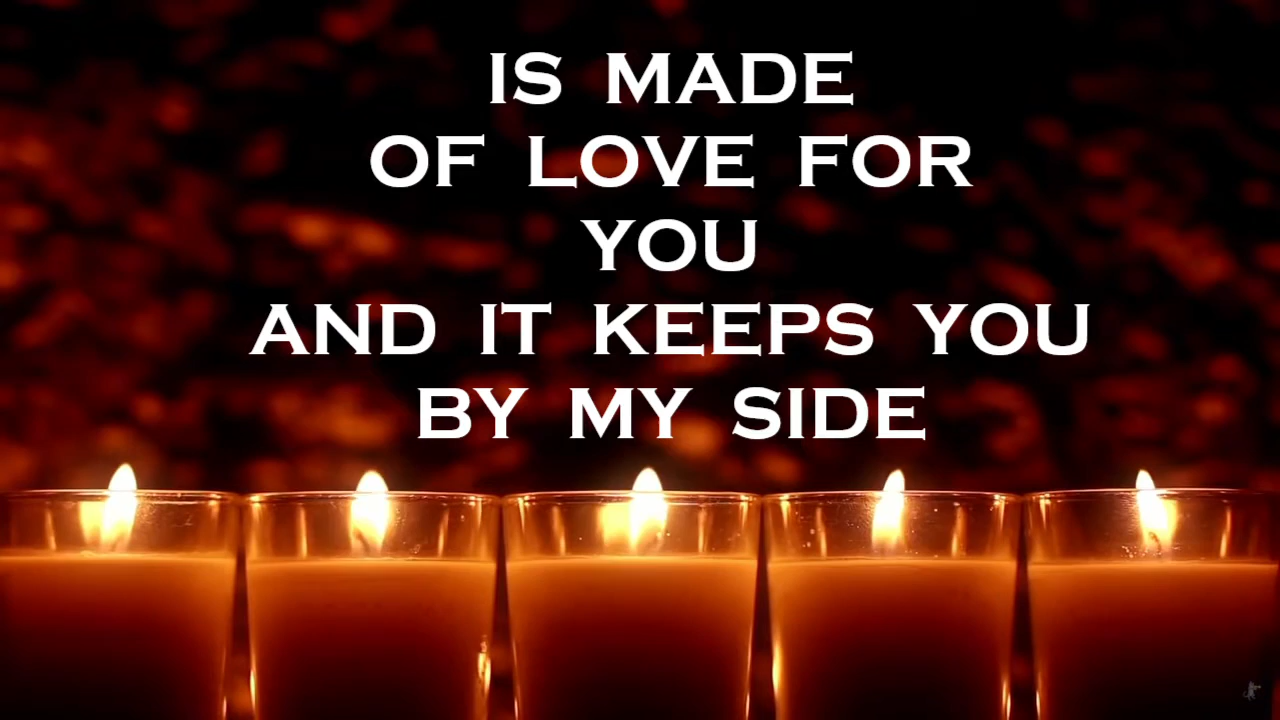 IS MADE
OF LOVE FOR
YOU
AND IT KEEPS YOU
BY MY SIDE